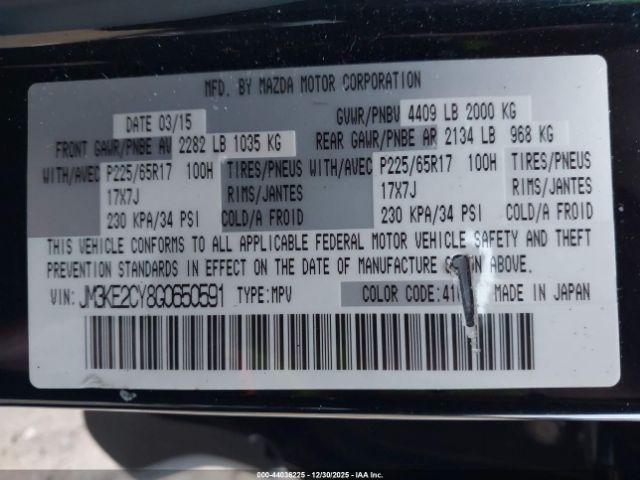 MFD. BY MAZDA MOTOR CORPORATION
DATE 03/15 GVWR/PNBV 4409 LB 2000 KG
FRONT GAWR/PNBE AV 2282 LB 1035 KG REAR GAWR/PNBE AR 2134 LB 968 KG
WITH/AVEC P225/65R17 100H TIRES/PNEUS WITH/AVEC P225/65R17 100H TIRES/PNEUS
17X7J RIMS/JANTES 17X7J RIMS/JANTES
230 KPA/34 PSI COLD/A FROID 230 KPA/34 PSI COLD/A FROID
THIS VEHICLE CONFORMS TO ALL APPLICABLE FEDERAL MOTOR VEHICLE SAFETY AND THEFT
PREVENTION STANDARDS IN EFFECT ON THE DATE OF MANUFACTURE SHOWN ABOVE.
VIN: JM3KE2CY8G0650591 TYPE:MPV COLOR CODE: MADE IN JAPAN
000-44036225 - 12/30/2025 - IAAI.com